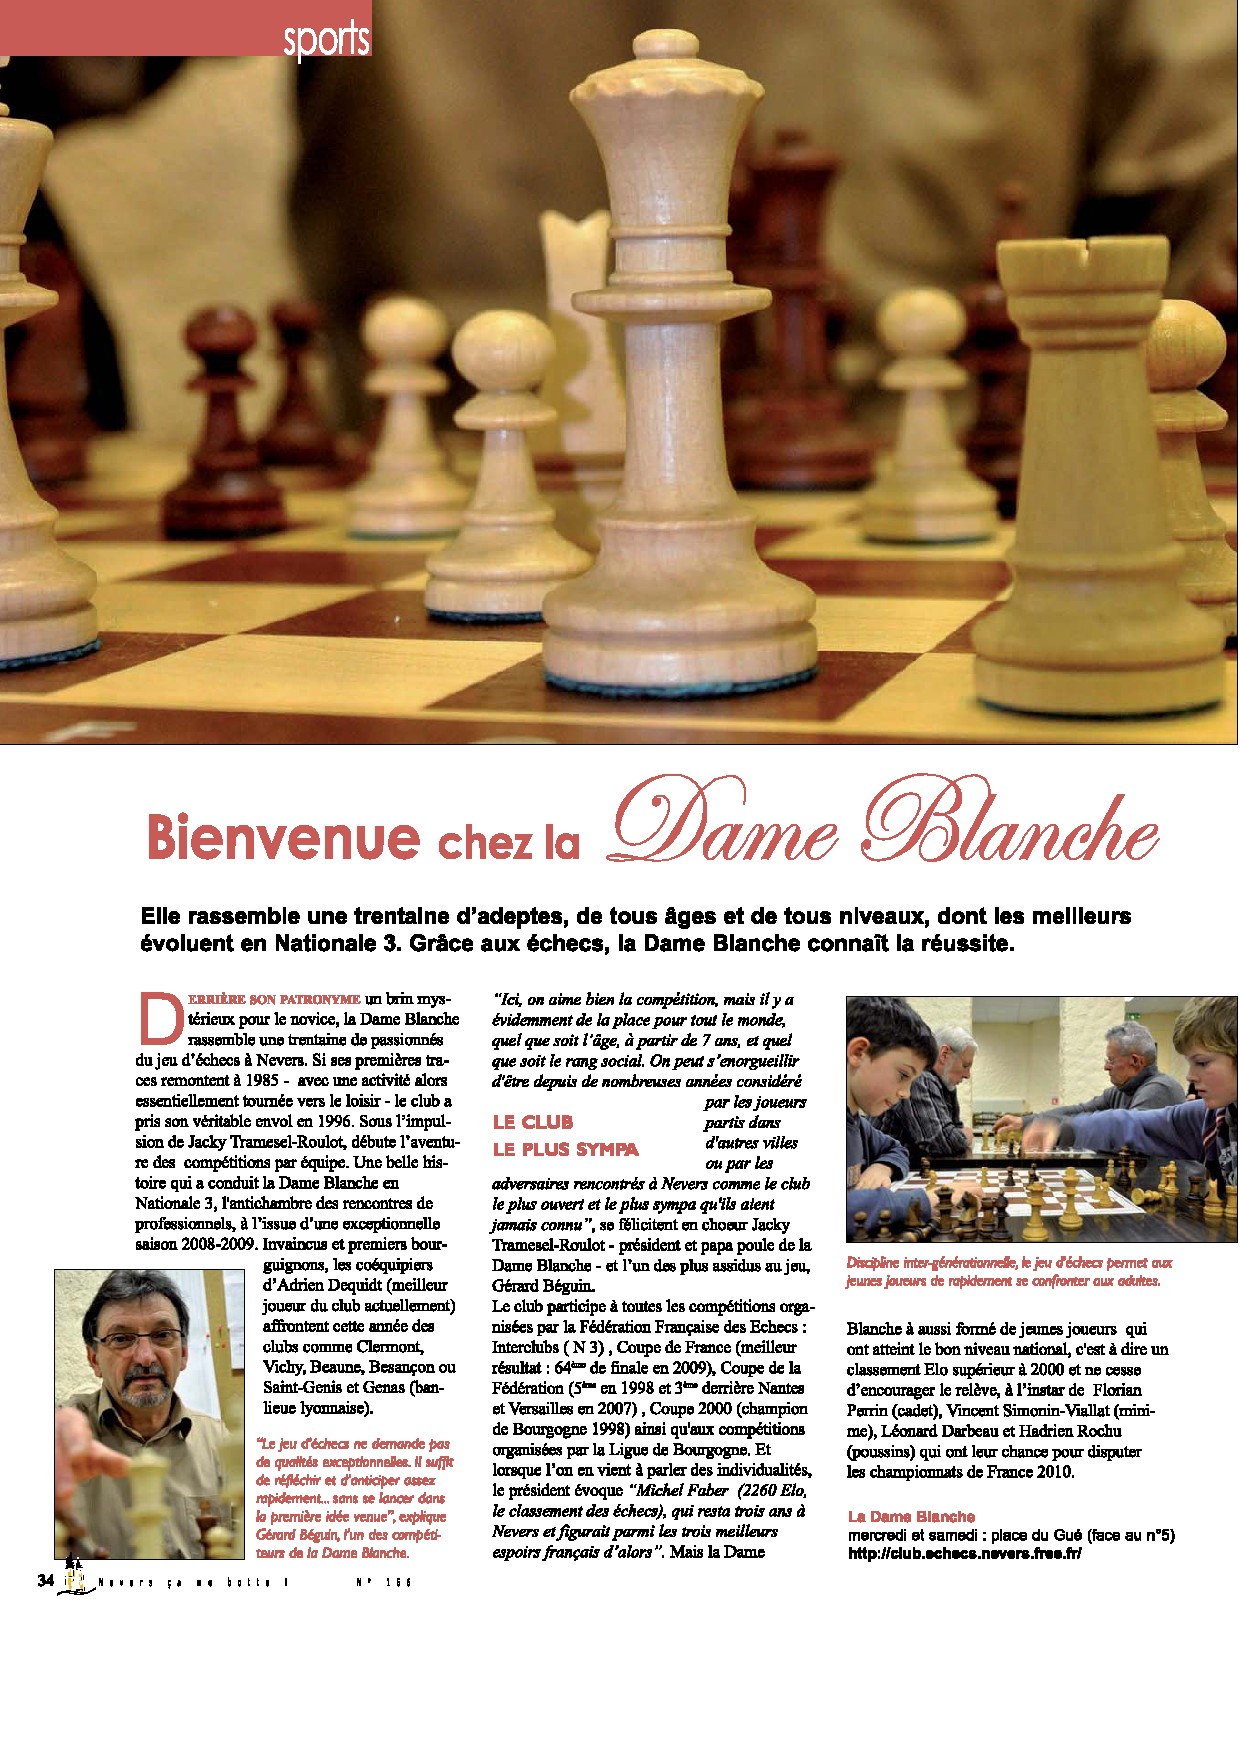 sports
Bienvenue chez la Dame Blanche
Elle rassemble une trentaine d’adeptes, de tous âges et de tous niveaux, dont les meilleurs
évoluent en Nationale 3. Grâce aux échecs, la Dame Blanche connaît la réussite.
DERRIÈRE SON PATRONYME un brin mys-
térieux pour le novice, la Dame Blanche
rassemble une trentaine de passionnés
du jeu d’échecs à Nevers. Si ses premières tra-
ces remontent à 1985 - avec une activité alors
essentiellement tournée vers le loisir - le club a
pris son véritable envol en 1996. Sous l’impul-
sion de Jacky Tramesel-Roulot, débute l’aventu-
re des compétitions par équipe. Une belle his-
toire qui a conduit la Dame Blanche en
Nationale 3, l'antichambre des rencontres de
professionnels, à l’issue d’une exceptionnelle
saison 2008-2009. Invaincus et premiers bour-
guignons, les coéquipiers
d’Adrien Dequidt (meilleur
joueur du club actuellement)
affrontent cette année des
clubs comme Clermont,
Vichy, Beaune, Besançon ou
Saint-Genis et Genas (ban-
lieue lyonnaise).
“Le jeu d’échecs ne demande pas
de qualités exceptionnelles. Il suffit
de réfléchir et d’anticiper assez
rapidement... sans se lancer dans
la première idée venue”, explique
Gérard Béguin, l’un des compéti-
teurs de la Dame Blanche.
“Ici, on aime bien la compétition, mais il y a
évidemment de la place pour tout le monde,
quel que soit l’âge, à partir de 7 ans, et quel
que soit le rang social. On peut s’enorgueillir
d'être depuis de nombreuses années considéré
par les joueurs
partis dans
d'autres villes
ou par les
LE CLUB
LE PLUS SYMPA
adversaires rencontrés à Nevers comme le club
le plus ouvert et le plus sympa qu'ils aient
jamais connu”, se félicitent en choeur Jacky
Tramesel-Roulot - président et papa poule de la
Dame Blanche - et l’un des plus assidus au jeu,
Gérard Béguin.
Le club participe à toutes les compétitions orga-
nisées par la Fédération Française des Echecs :
Interclubs ( N 3) , Coupe de France (meilleur
résultat : 64ème de finale en 2009), Coupe de la
Fédération (5ème en 1998 et 3ème derrière Nantes
et Versailles en 2007) , Coupe 2000 (champion
de Bourgogne 1998) ainsi qu'aux compétitions
organisées par la Ligue de Bourgogne. Et
lorsque l’on en vient à parler des individualités,
le président évoque “Michel Faber (2260 Elo,
le classement des échecs), qui resta trois ans à
Nevers et figurait parmi les trois meilleurs
espoirs français d’alors”. Mais la Dame
Discipline inter-générationnelle, le jeu d’échecs permet aux
jeunes joueurs de rapidement se confronter aux adultes.
Blanche à aussi formé de jeunes joueurs qui
ont atteint le bon niveau national, c'est à dire un
classement Elo supérieur à 2000 et ne cesse
d’encourager la relève, à l’instar de Florian
Perrin (cadet), Vincent Simonin-Viallat (mini-
me), Léonard Darbeau et Hadrien Rochu
(poussins) qui ont leur chance pour disputer
les championnats de France 2010.
La Dame Blanche
mercredi et samedi : place du Gué (face au n°5)
http://club.echecs.nevers.free.fr/
34 Nevers ça me botte ! N° 166